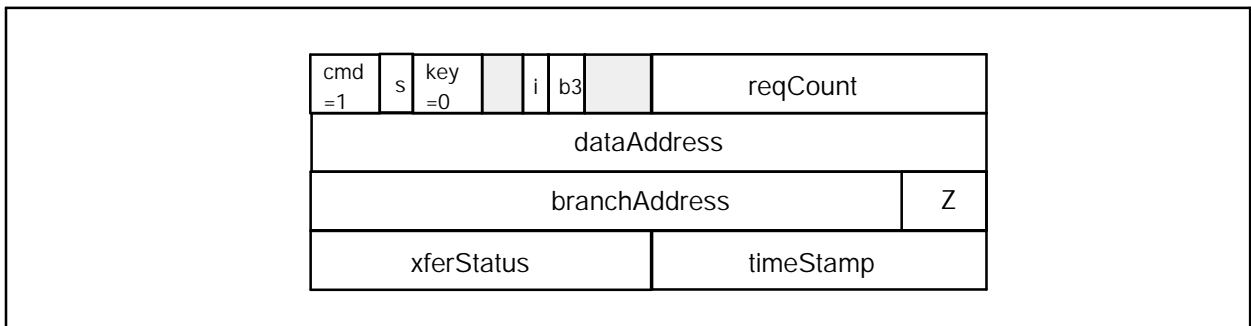 cmd =1 s key =0 i b3 reqCount
dataAddress
branchAddress Z
xferStatus timeStamp